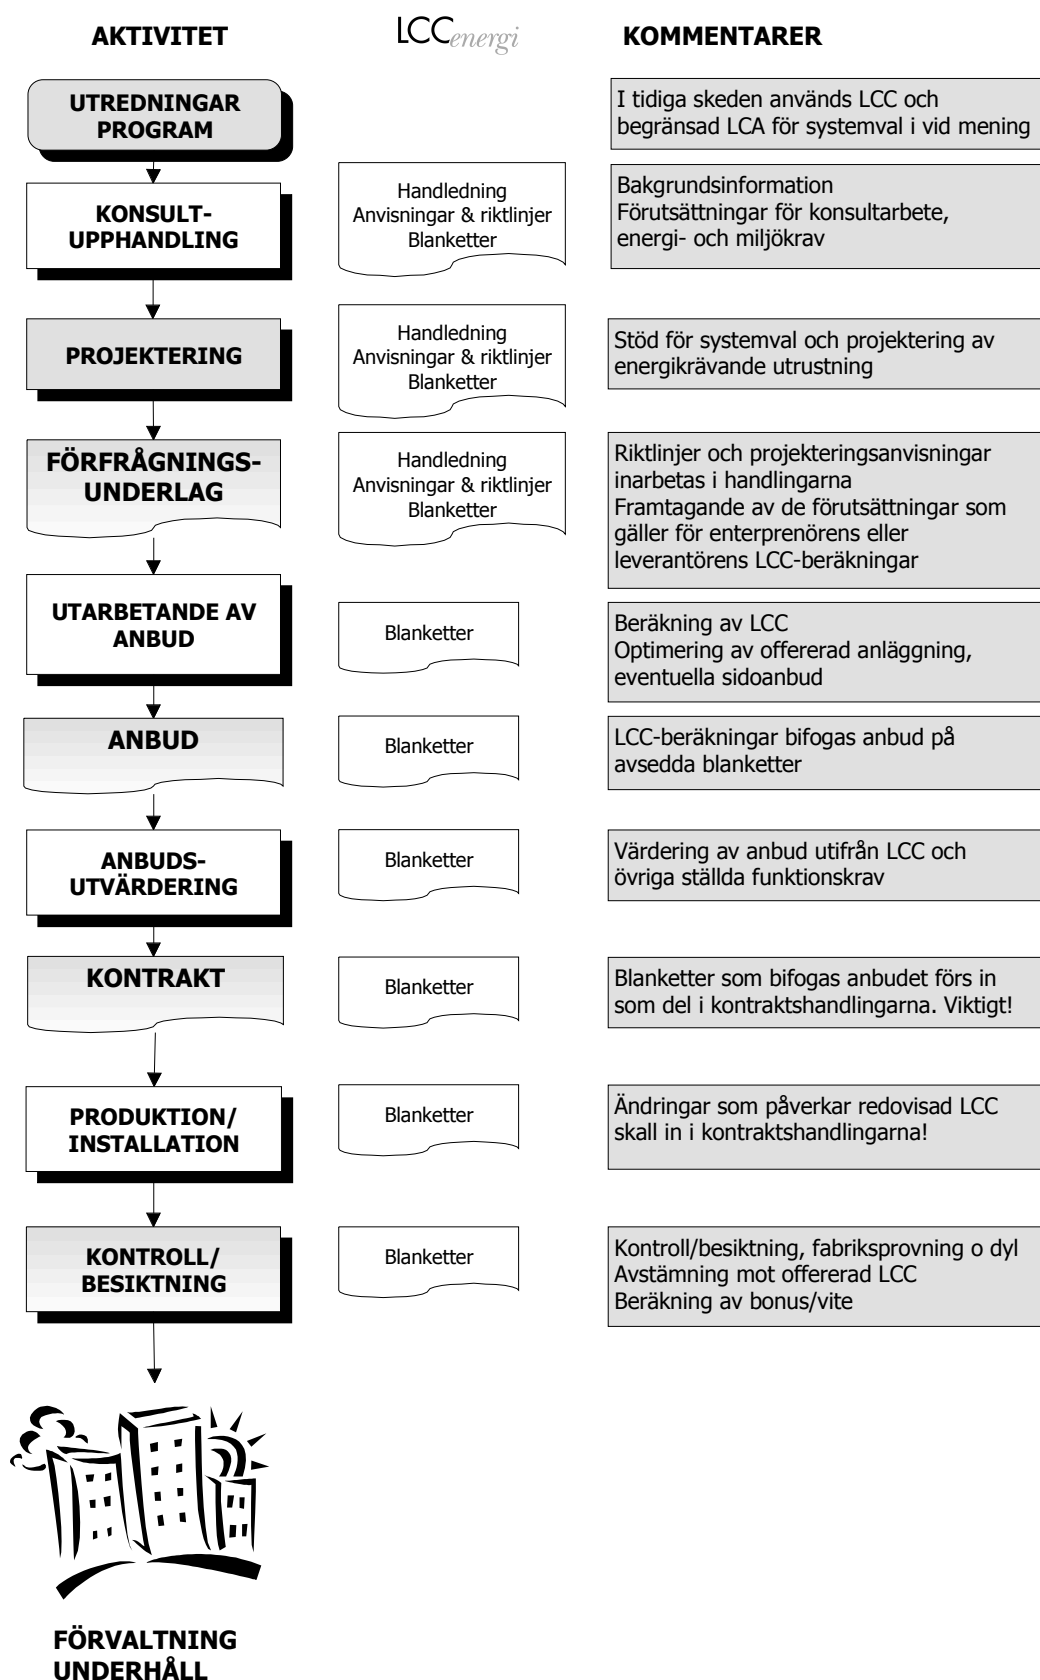 AKTIVITET
LCCenergi
KOMMENTARER
UTREDNINGAR
PROGRAM
I tidiga skeden används LCC och
begränsad LCA för systemval i vid mening
KONSULT-
UPPHANDLING
Handledning
Anvisningar & riktlinjer
Blanketter
Bakgrundsinformation
Förutsättningar för konsultarbete,
energi- och miljökrav
PROJEKTERING
Handledning
Anvisningar & riktlinjer
Blanketter
Stöd för systemval och projektering av
energikrävande utrustning
FÖRFRÅGNINGS-
UNDERLAG
Handledning
Anvisningar & riktlinjer
Blanketter
Riktlinjer och projekteringsanvisningar
inarbetas i handlingarna
Framtagande av de förutsättningar som
gäller för enterprenörens eller
leverantörens LCC-beräkningar
UTARBETANDE AV
ANBUD
Blanketter
Beräkning av LCC
Optimering av offererad anläggning,
eventuella sidoanbud
ANBUD
Blanketter
LCC-beräkningar bifogas anbud på
avsedda blanketter
ANBUDS-
UTVÄRDERING
Blanketter
Värdering av anbud utifrån LCC och
övriga ställda funktionskrav
KONTRAKT
Blanketter
Blanketter som bifogas anbudet förs in
som del i kontraktshandlingarna. Viktigt!
PRODUKTION/
INSTALLATION
Blanketter
Ändringar som påverkar redovisad LCC
skall in i kontraktshandlingarna!
KONTROLL/
BESIKTNING
Blanketter
Kontroll/besiktning, fabriksprovning o dyl
Avstämning mot offererad LCC
Beräkning av bonus/vite
FÖRVALTNING
UNDERHÅLL